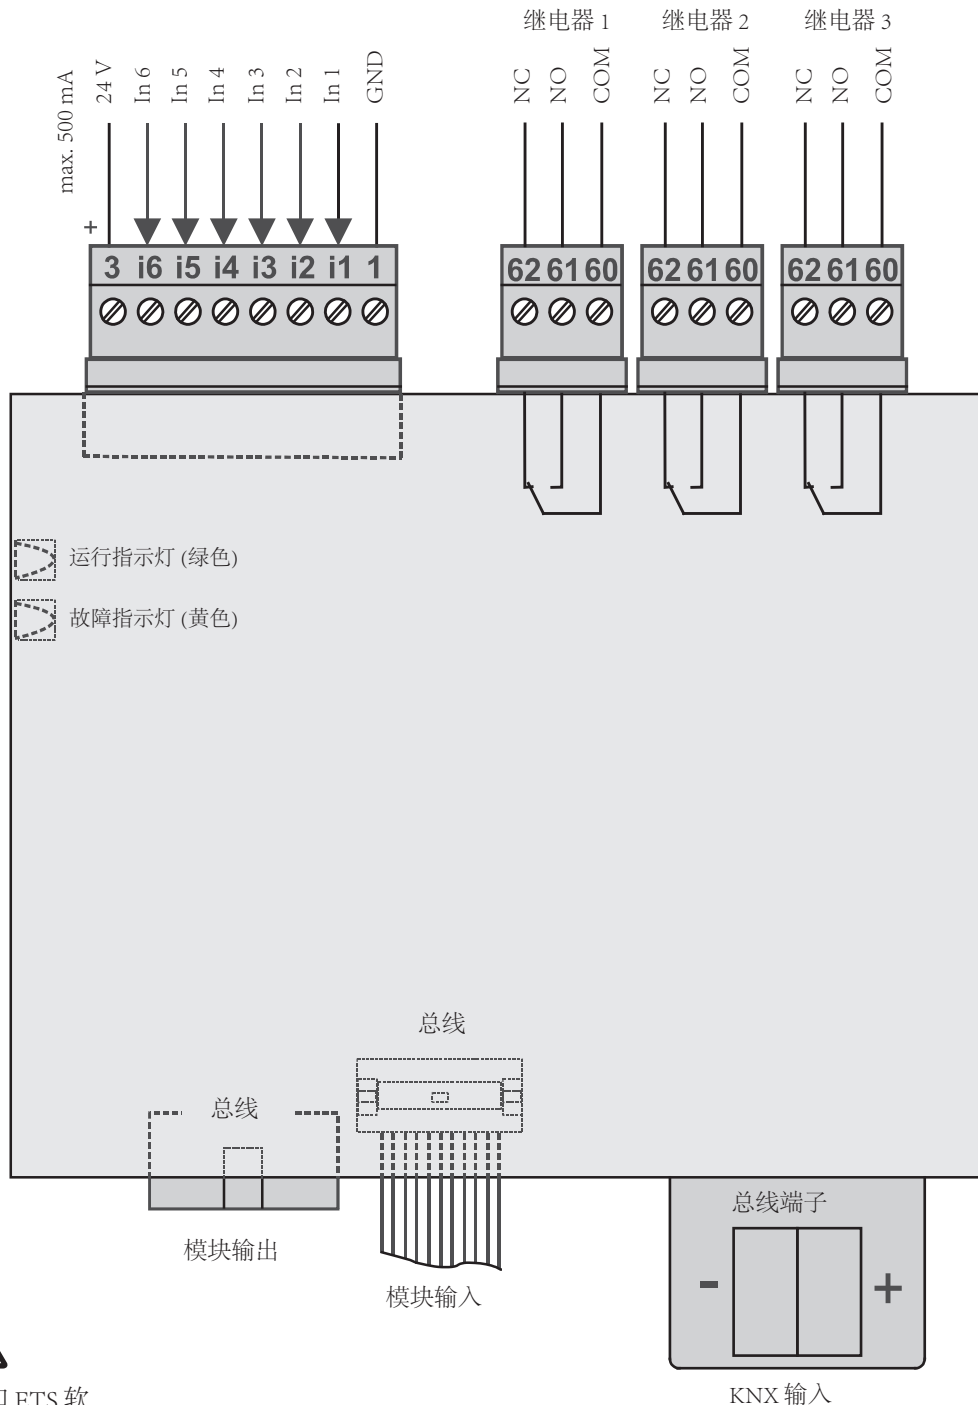 继电器 1 继电器 2 继电器 3
max. 500 mA
24 V In 6 In 5 In 4 In 3 In 2 In 1 GND
NC NO COM NC NO COM NC NO COM
+
3 i6 i5 i4 i3 i2 i1 1
62 61 60 62 61 60 62 61 60
运行指示灯 (绿色)
故障指示灯 (黄色)
总线
总线
总线端子
- +
模块输出
模块输入
KNX 输入
ETS 软